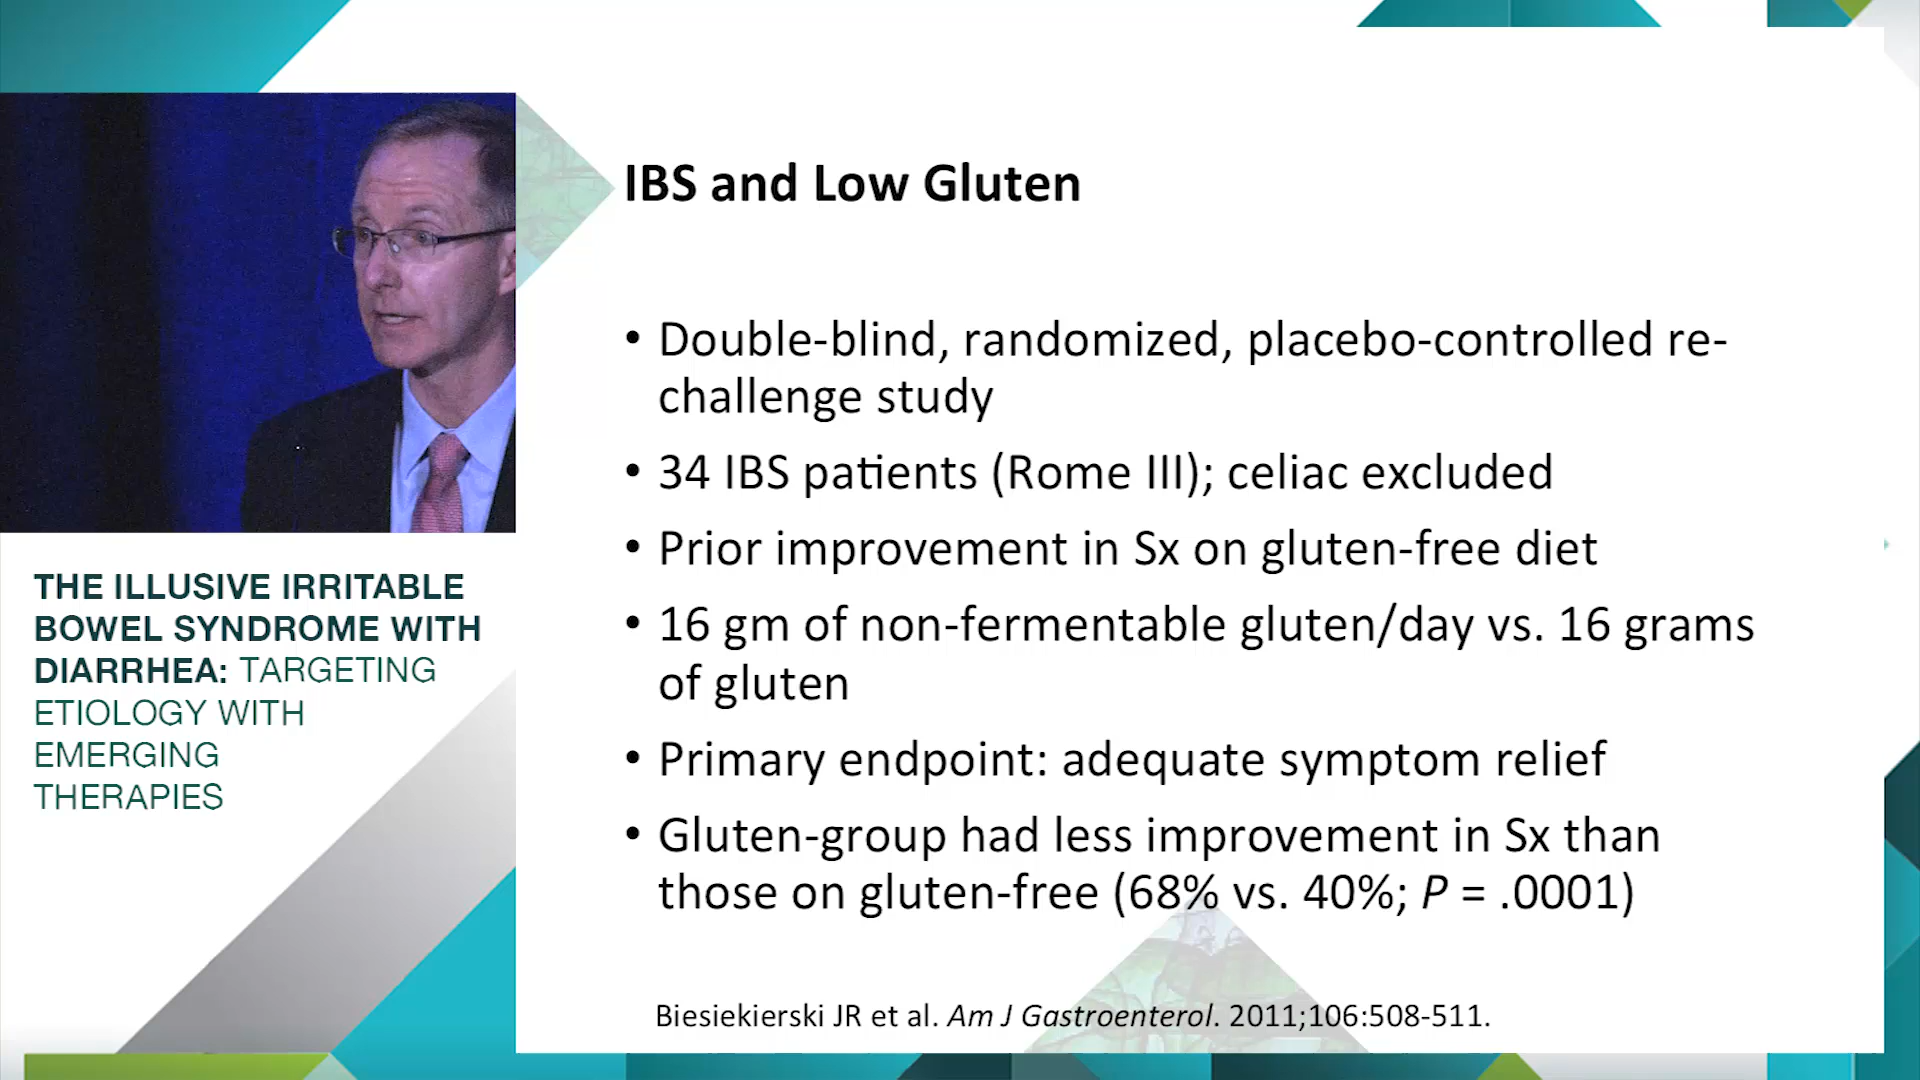 IBS and Low Gluten
• Double-blind, randomized, placebo-controlled re-
challenge study
• 34 IBS patients (Rome III); celiac excluded
• Prior improvement in Sx on gluten-free diet
• 16 gm of non-fermentable gluten/day vs. 16 grams
of gluten
• Primary endpoint: adequate symptom relief
• Gluten-group had less improvement in Sx than
those on gluten-free (68% vs. 40%; P = .0001)
Biesiekierski JR et al. Am J Gastroenterol. 2011;106:508-511.
THE ILLUSIVE IRRITABLE
BOWEL SYNDROME WITH
DIARRHEA: TARGETING
ETIOLOGY WITH
EMERGING
THERAPIES